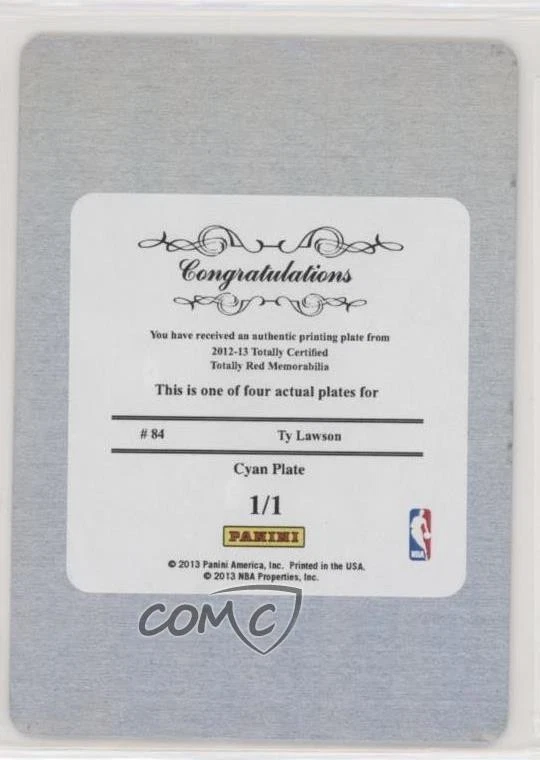 Congratulations
You have received an authentic printing plate from
2012-13 Totally Certified
Totally Red Memorabilia
This is one of four actual plates for
# 84 Ty Lawson
Cyan Plate
1/1
PANINI
NBA
© 2013 Panini America, Inc. Printed in the USA.
© 2013 NBA Properties, Inc.
COMC